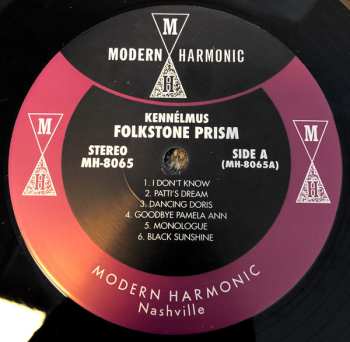 M
MODERN HARMONIC
H
KENNÉLMUS
FOLKSTONE PRISM
STEREO
MH-8065
SIDE A
(MH-8065A)
M
H
M
H
1. I DON'T KNOW
2. PATTI'S DREAM
3. DANCING DORIS
4. GOODBYE PAMELA ANN
5. MONOLOGUE
6. BLACK SUNSHINE
MODERN HARMONIC
Nashville